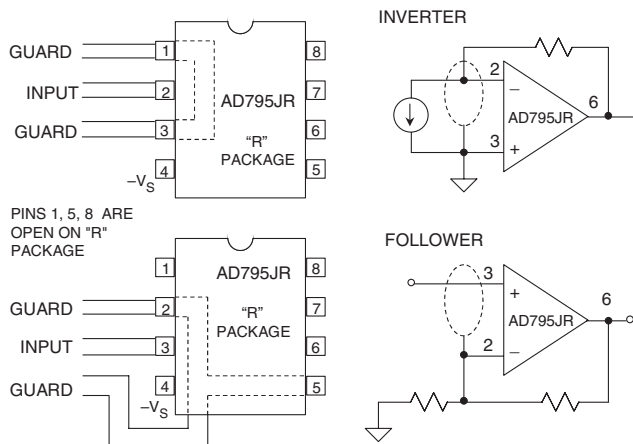 GUARD
INPUT
GUARD
1
2
3
4
–VS
8
7
6
5
AD795JR
"R"
PACKAGE
INVERTER
2
–
3
+
6
AD795JR
PINS 1, 5, 8 ARE
OPEN ON "R"
PACKAGE
GUARD
INPUT
GUARD
1
2
3
4
–VS
8
7
6
5
AD795JR
"R"
PACKAGE
FOLLOWER
3
+
2
–
6
AD795JR